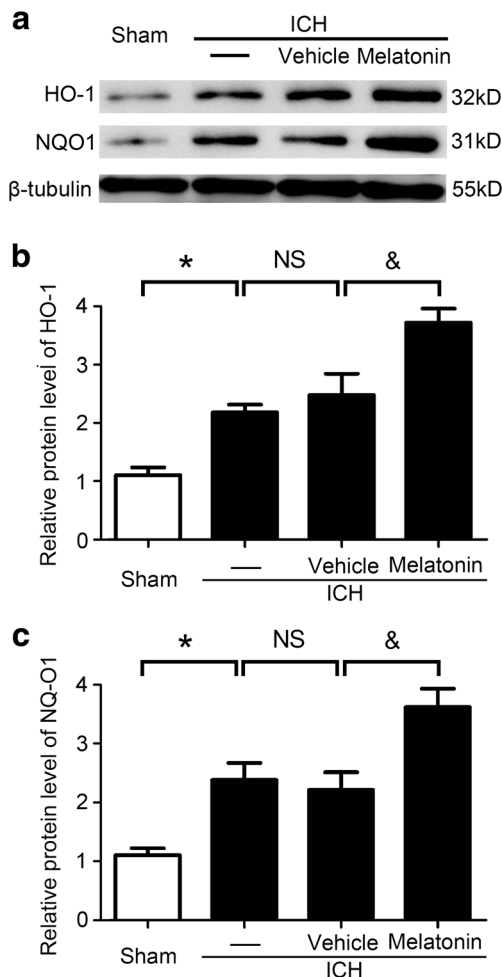 a
Sham
ICH
— Vehicle Melatonin
HO-1 32kD
NQO1 31kD
β-tubulin 55kD
b
* NS &
Relative protein level of HO-1
4
3
2
1
0
Sham — Vehicle Melatonin
ICH
c
* NS &
Relative protein level of NQ-O1
4
3
2
1
0
Sham — Vehicle Melatonin
ICH